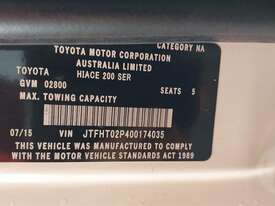 TOYOTA MOTOR CORPORATION CATEGORY NA
AUSTRALIA LIMITED
TOYOTA HIACE 200 SER
GVM 02800 SEATS 5
MAX. TOWING CAPACITY
07/15 VIN JTFHT02P400174035
THIS VEHICLE WAS MANUFACTURED TO COMPLY
WITH THE MOTOR VEHICLE STANDARDS ACT 1989